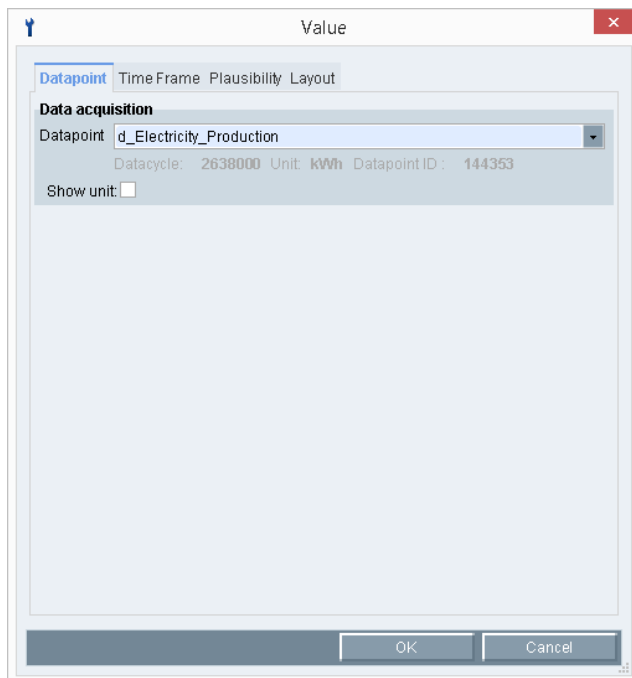 Value
Datapoint Time Frame Plausibility Layout
Data acquisition
Datapoint d_Electricity_Production
Datacycle: 2638000 Unit: kWh Datapoint ID : 144353
Show unit:
OK Cancel